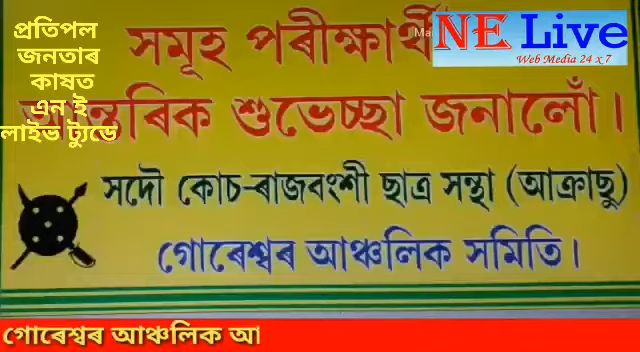 প্ৰতিপল
জনতাৰ
কাষত
এন ই
লাইভ ট্যুডে
NE Live
Web Media 24 x 7
সমূহ পৰীক্ষাৰ্থী
আন্তৰিক শুভেচ্ছা জনালোঁ।
সদৌ কোচ-ৰাজবংশী ছাত্ৰ সন্থা (আক্ৰাছু)
গোৰেশ্বৰ আঞ্চলিক সমিতি।
গোৰেশ্বৰ আঞ্চলিক আ